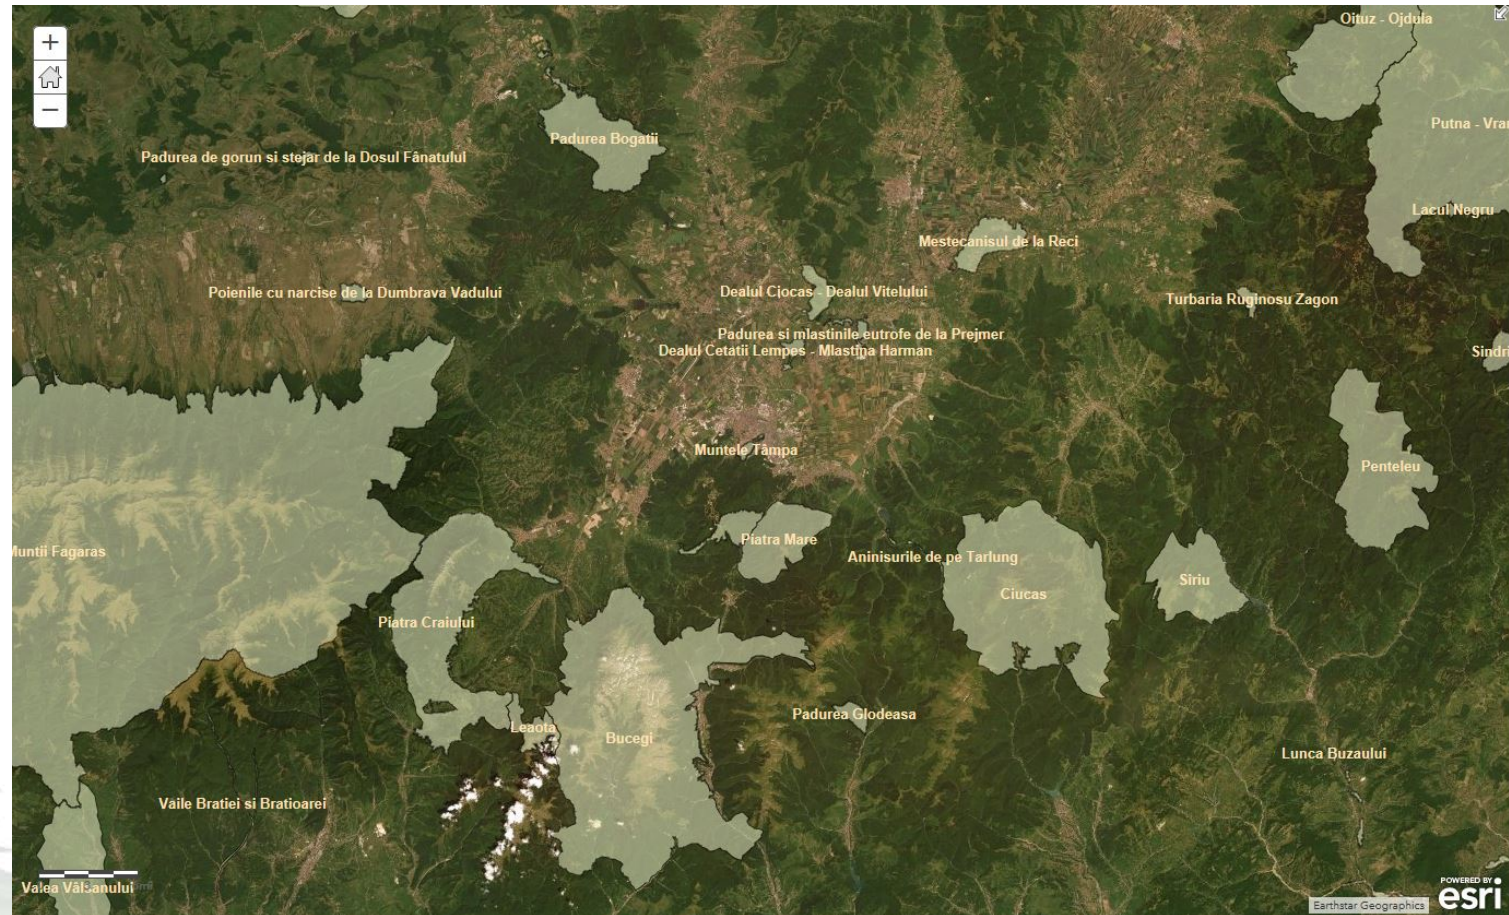 Oituz - Ojdula
+
−
Putna - Vran
Padurea Bogatii
Padurea de gorun si stejar de la Dosul Fânatului
Lacul Negru
Mestecanisul de la Reci
Poienile cu narcise de la Dumbrava Vadului
Dealul Ciocas - Dealul Vitelului
Turbaria Ruginosu Zagon
Padurea si mlastinile eutrofe de la Prejmer
Dealul Cetatii Lempes - Mlastina Harman
Sindri
Muntele Tâmpa
Penteleu
Piatra Mare
Muntii Fagaras
Aninisurile de pe Tarlung
Siriu
Ciucas
Piatra Craiului
Padurea Glodeasa
Leaota
Bucegi
Lunca Buzaului
Vaile Bratiei si Bratioarei
Valea Vâlsanului
POWERED BY
esri
Earthstar Geographics